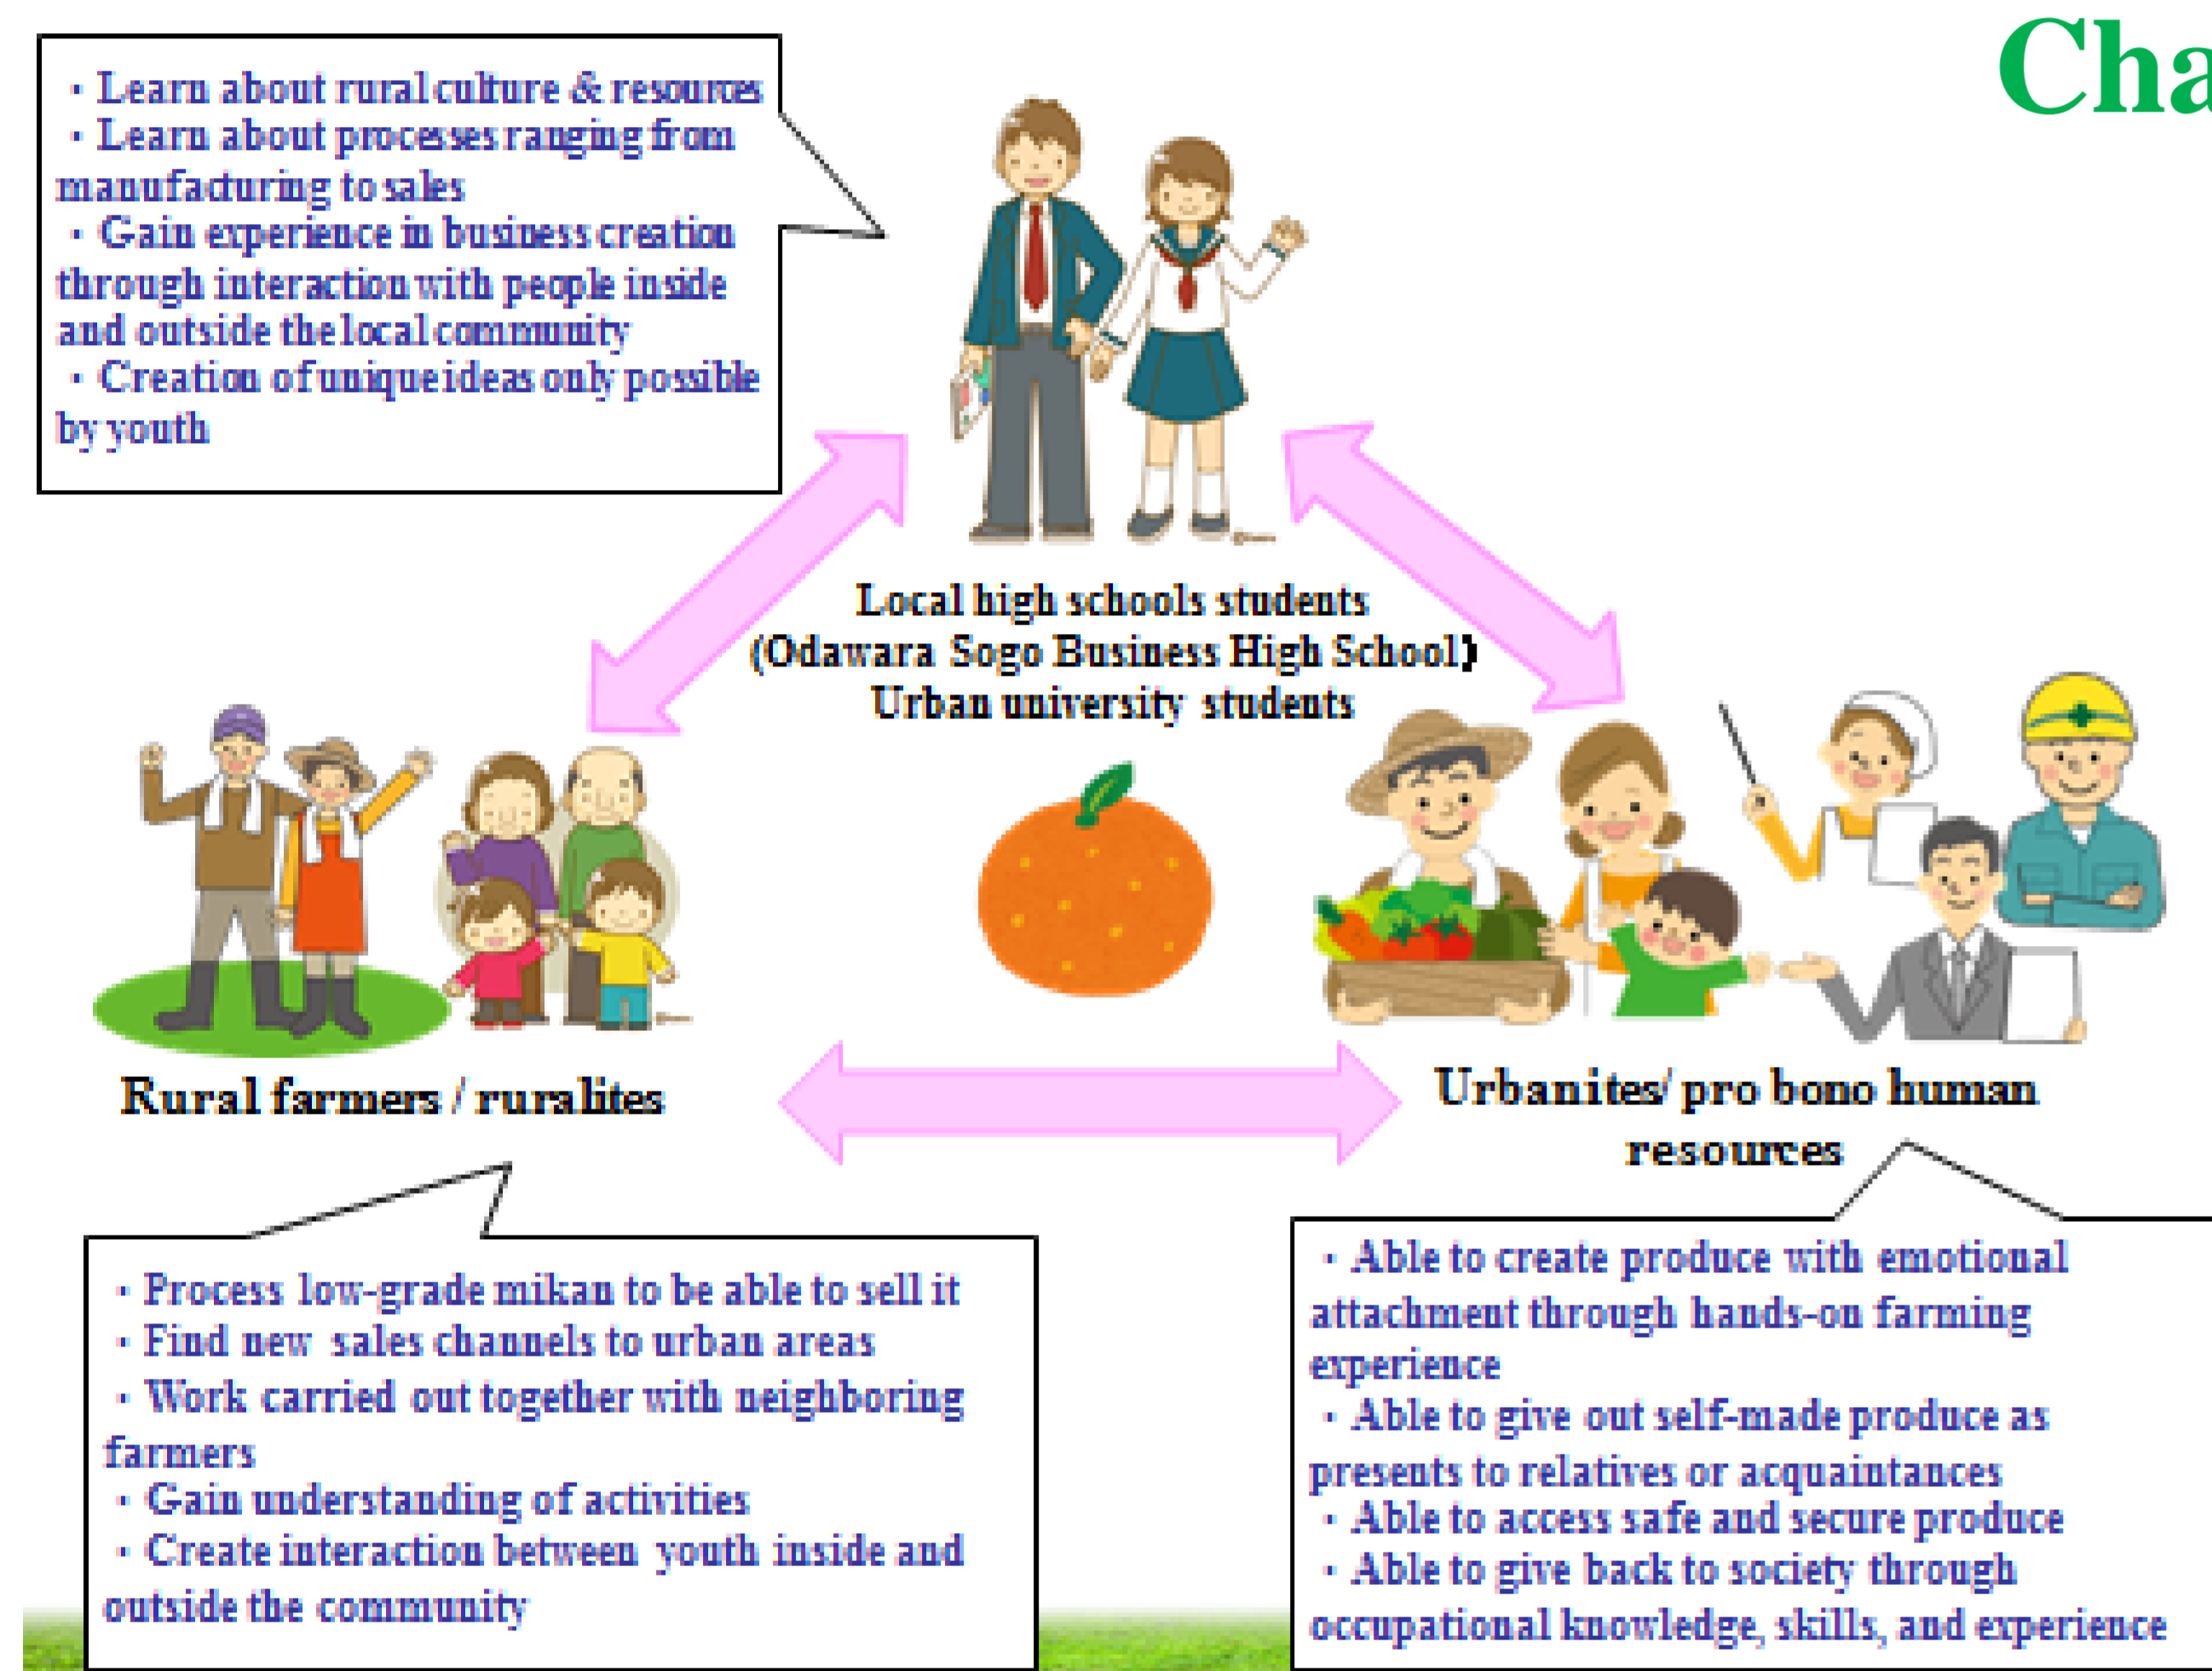 Cha
・Learn about rural culture & resources
・Learn about processes ranging from
manufacturing to sales
・Gain experience in business creation
through interaction with people inside
and outside the local community
・Creation of unique ideas only possible
by youth
Local high schools students
(Odawara Sogo Business High School)
Urban university students
Rural farmers / ruralites
Urbanites/ pro bono human
resources
・Process low-grade mikan to be able to sell it
・Find new sales channels to urban areas
・Work carried out together with neighboring
farmers
・Gain understanding of activities
・Create interaction between youth inside and
outside the community
・Able to create produce with emotional
attachment through hands-on farming
experience
・Able to give out self-made produce as
presents to relatives or acquaintances
・Able to access safe and secure produce
・Able to give back to society through
occupational knowledge, skills, and experience